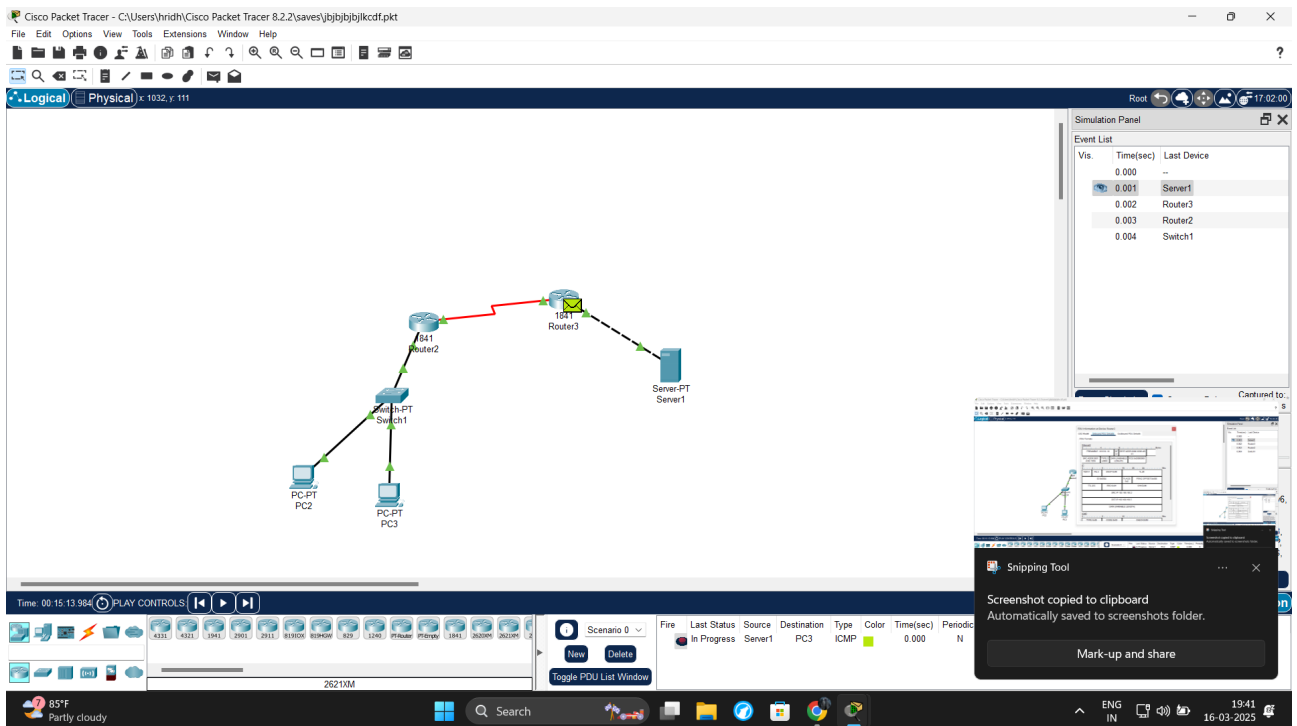 Cisco Packet Tracer - C:\Users\hridh\Cisco Packet Tracer 8.2.2\saves\jbjbjbjbjlkcdf.pkt
File Edit Options View Tools Extensions Window Help
?
Logical Physical x: 1032, y: 111 Root 17:02:00
Simulation Panel
Event List
Vis. Time(sec) Last Device
0.000 --
0.001 Server1
0.002 Router3
0.003 Router2
0.004 Switch1
1841
Router3
1841
Router2
Server-PT
Server1
Switch-PT
Switch1
PC-PT
PC2
PC-PT
PC3
Captured to:
s
Snipping Tool
Screenshot copied to clipboard
Automatically saved to screenshots folder.
Mark-up and share
Time: 00:15:13.984 PLAY CONTROLS:
4331 4321 1941 2901 2911 819IOX 819HGW 829 1240 PT-Router PT-Empty 1841 2620XM 2621XM 2
2621XM
Scenario 0
New Delete
Toggle PDU List Window
Fire Last Status Source Destination Type Color Time(sec) Periodic
In Progress Server1 PC3 ICMP 0.000 N
7
85°F
Partly cloudy
Search
ENG
IN
19:41
16-03-2025